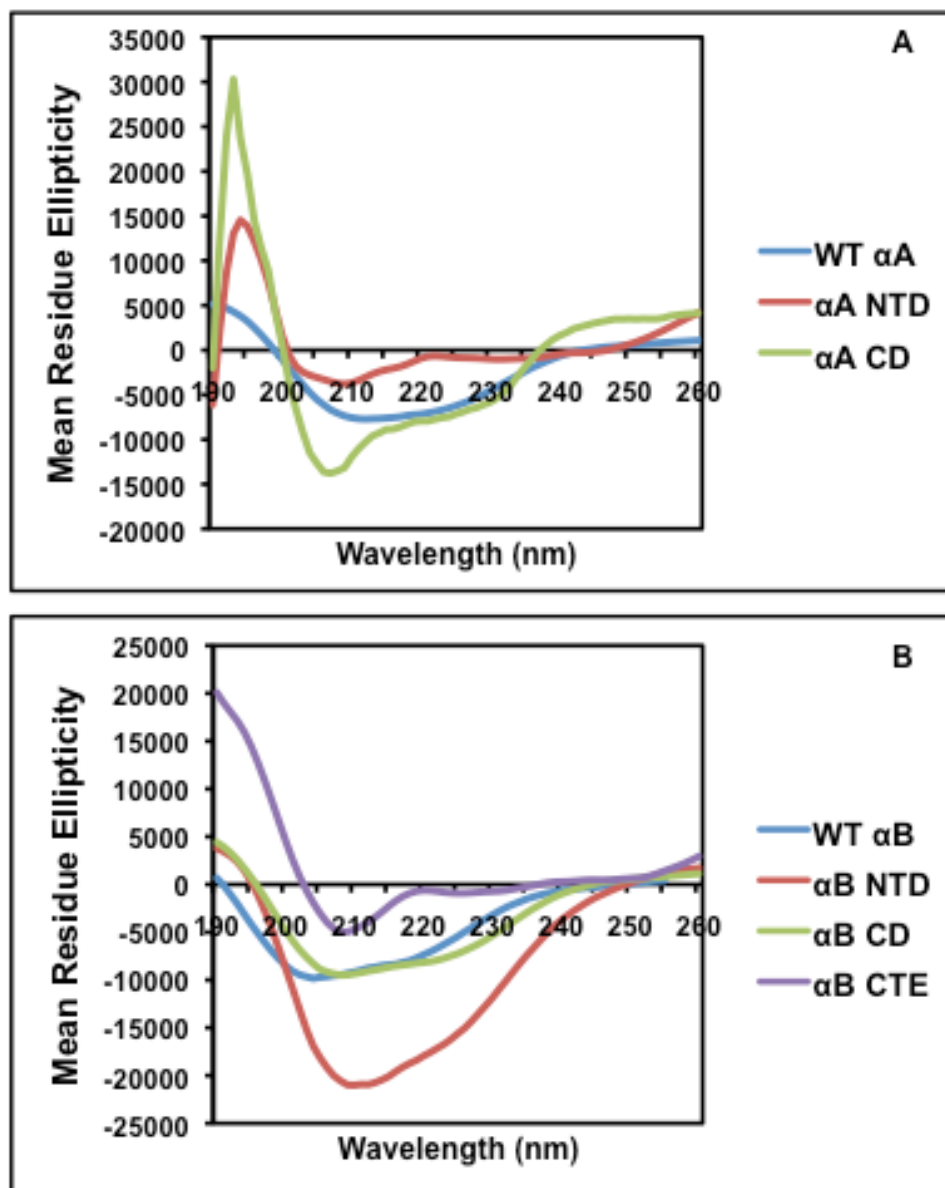 A
Mean Residue Ellipticity
35000
30000
25000
20000
15000
10000
5000
0
-5000
-10000
-15000
-20000
190 200 210 220 230 240 250 260
Wavelength (nm)
WT αA
αA NTD
αA CD
B
Mean Residue Ellipticity
25000
20000
15000
10000
5000
0
-5000
-10000
-15000
-20000
-25000
190 200 210 220 230 240 250 260
Wavelength (nm)
WT αB
αB NTD
αB CD
αB CTE